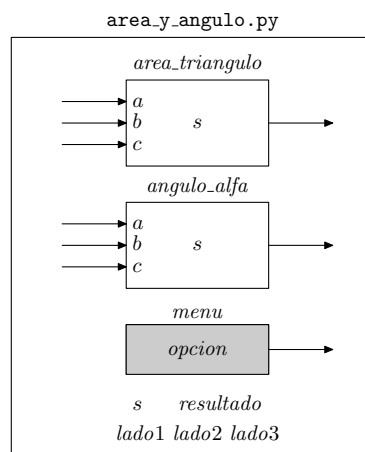 area_y_angulo.py
area_triangulo
a
b s
c
angulo_alfa
a
b s
c
menu
opcion
s resultado
lado1 lado2 lado3